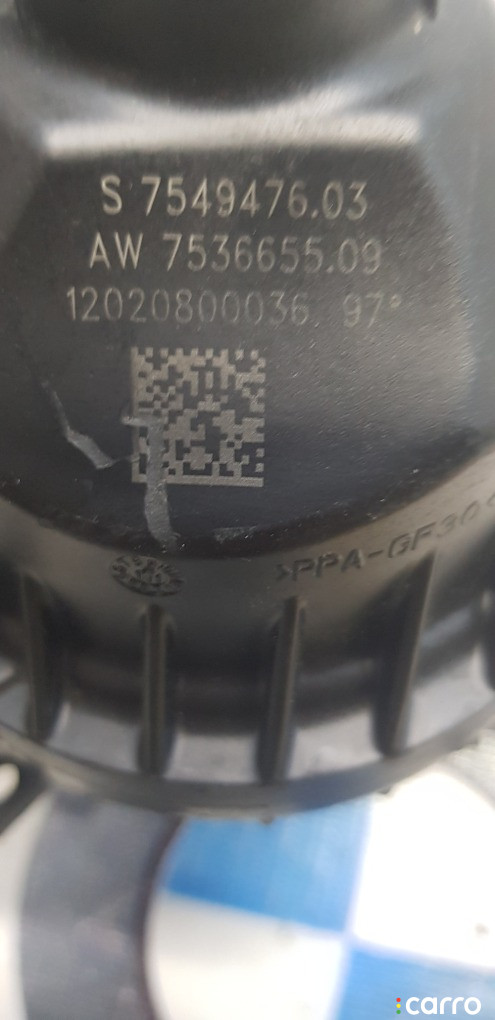 S 7549476.03
AW 7536655.09
12020800036 97°
>PPA-GF30<
carro